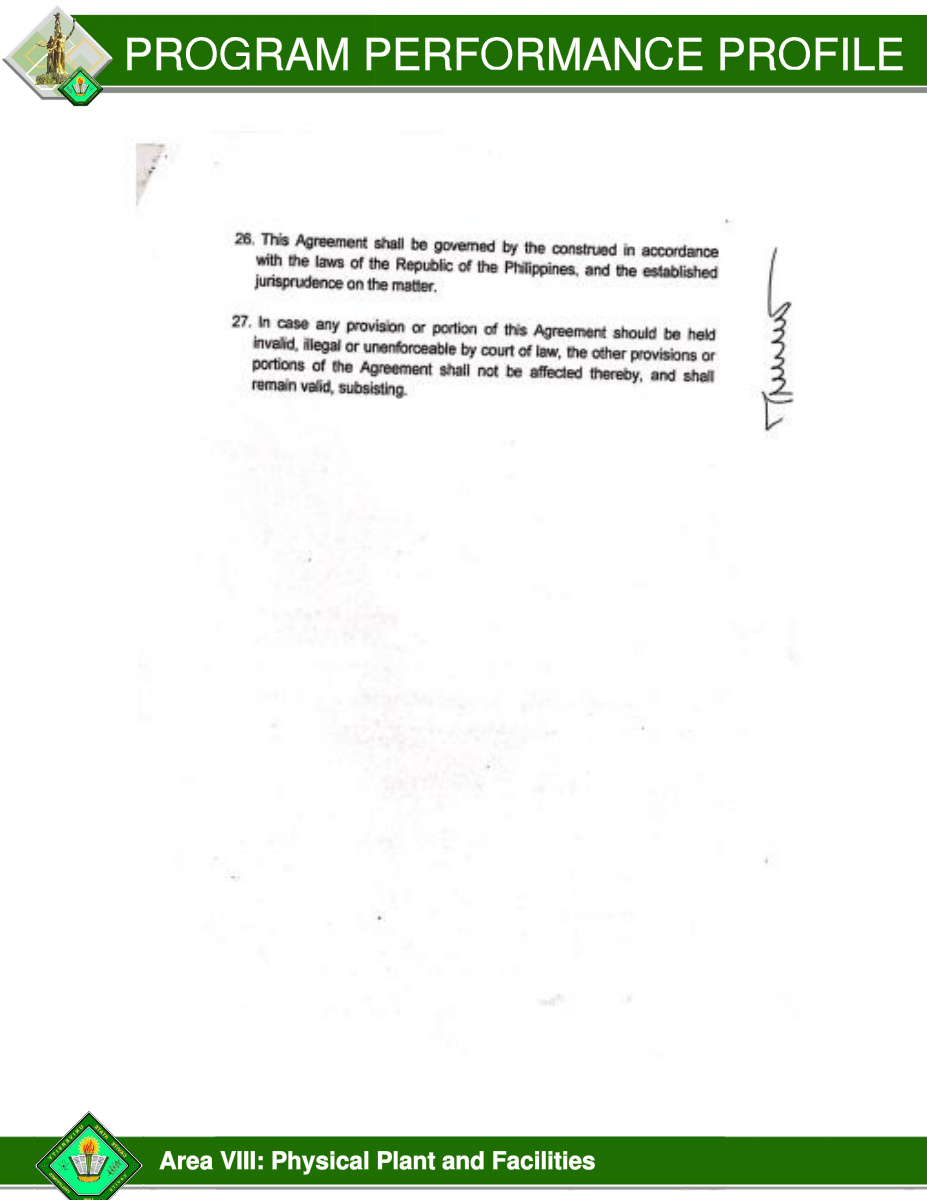 PROGRAM PERFORMANCE PROFILE
26. This Agreement shall be governed by the construed in accordance
with the laws of the Republic of the Philippines, and the established
jurisprudence on the matter.
27. In case any provision or portion of this Agreement should be held
invalid, illegal or unenforceable by court of law, the other provisions or
portions of the Agreement shall not be affected thereby, and shall
remain valid, subsisting.
Area VIII: Physical Plant and Facilities